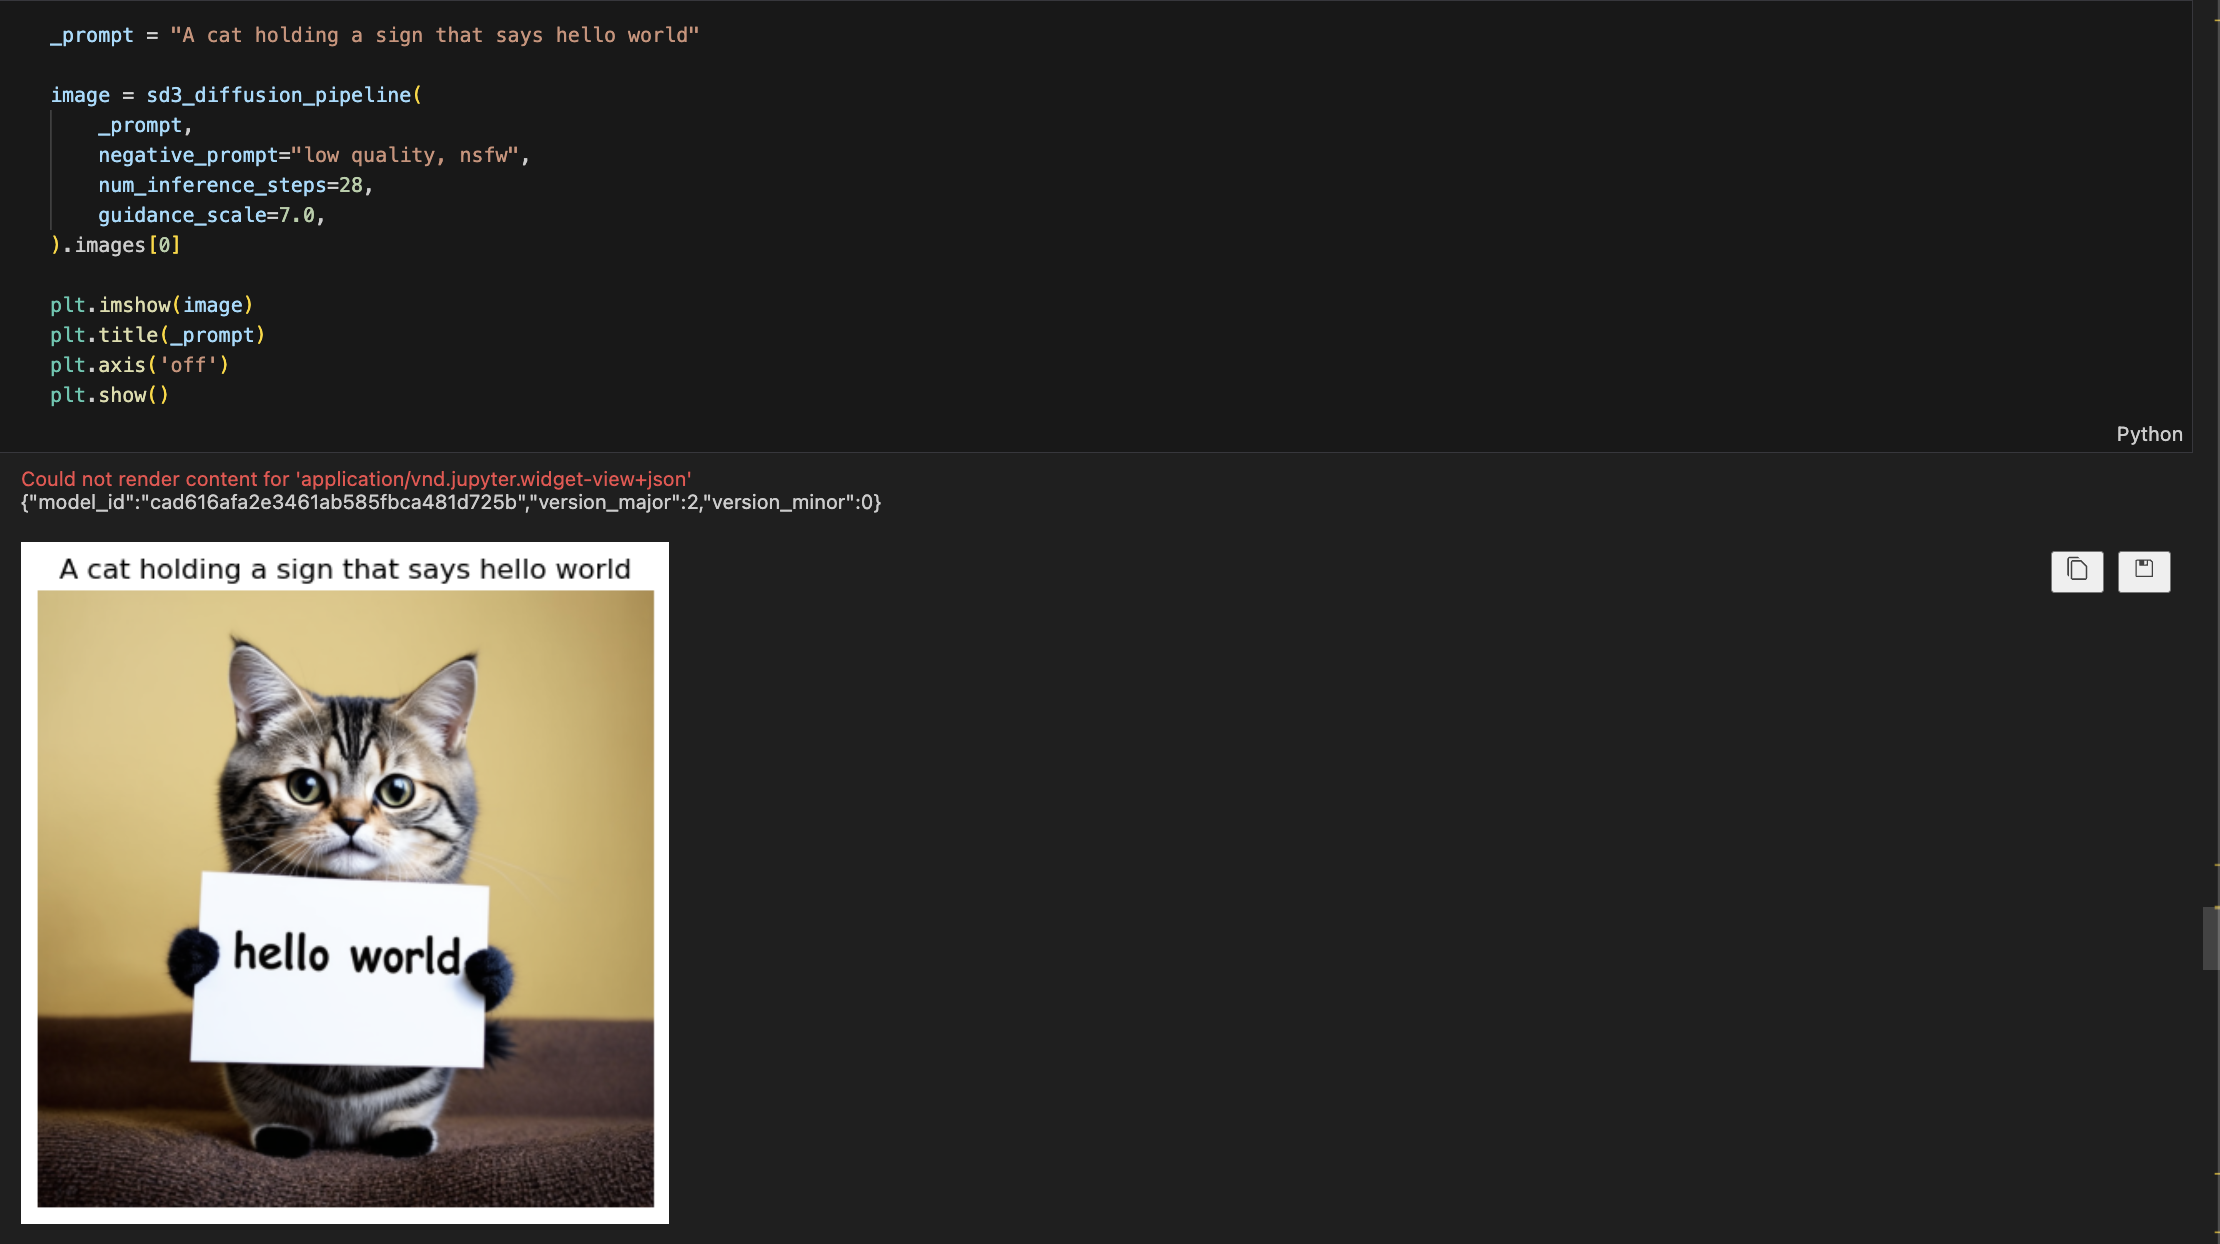 _prompt = "A cat holding a sign that says hello world"
image = sd3_diffusion_pipeline(
    _prompt,
    negative_prompt="low quality, nsfw",
    num_inference_steps=28,
    guidance_scale=7.0,
).images[0]
plt.imshow(image)
plt.title(_prompt)
plt.axis('off')
plt.show()
Python
Could not render content for 'application/vnd.jupyter.widget-view+json'
{"model_id":"cad616afa2e3461ab585fbca481d725b","version_major":2,"version_minor":0}
A cat holding a sign that says hello world
hello world